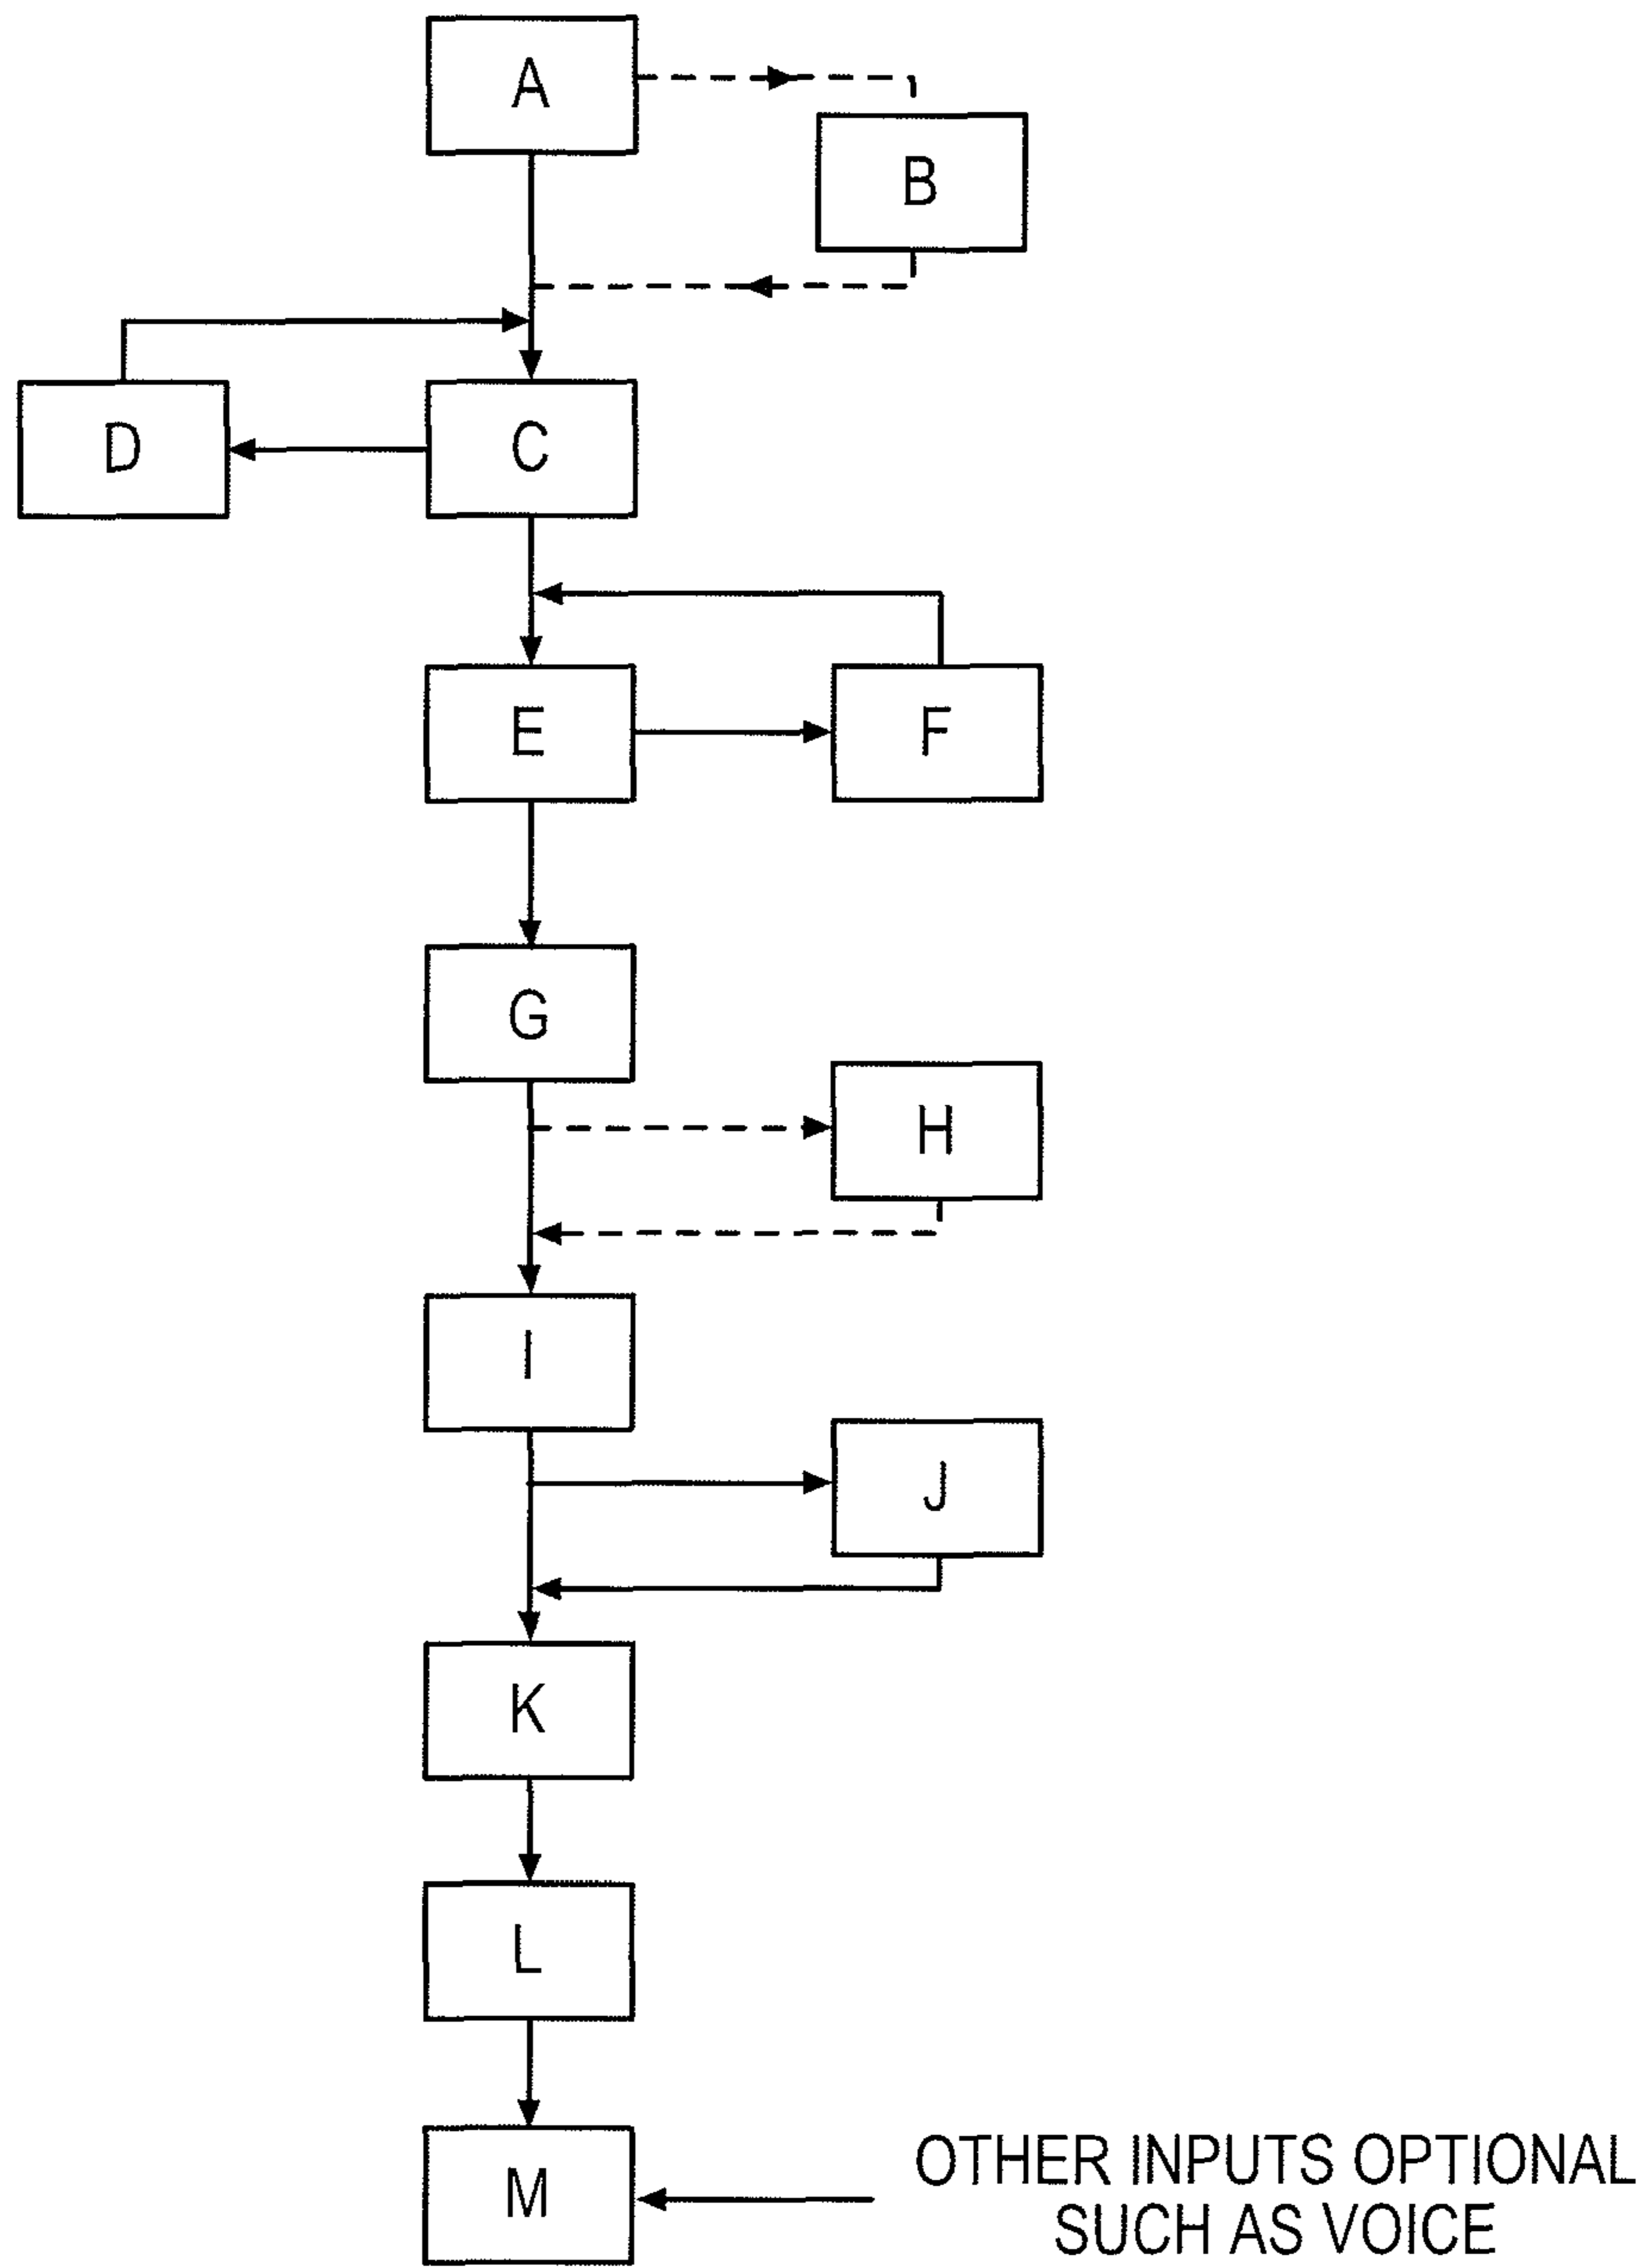 A
B
D
C
E
F
G
H
I
J
K
L
M
OTHER INPUTS OPTIONAL
SUCH AS VOICE